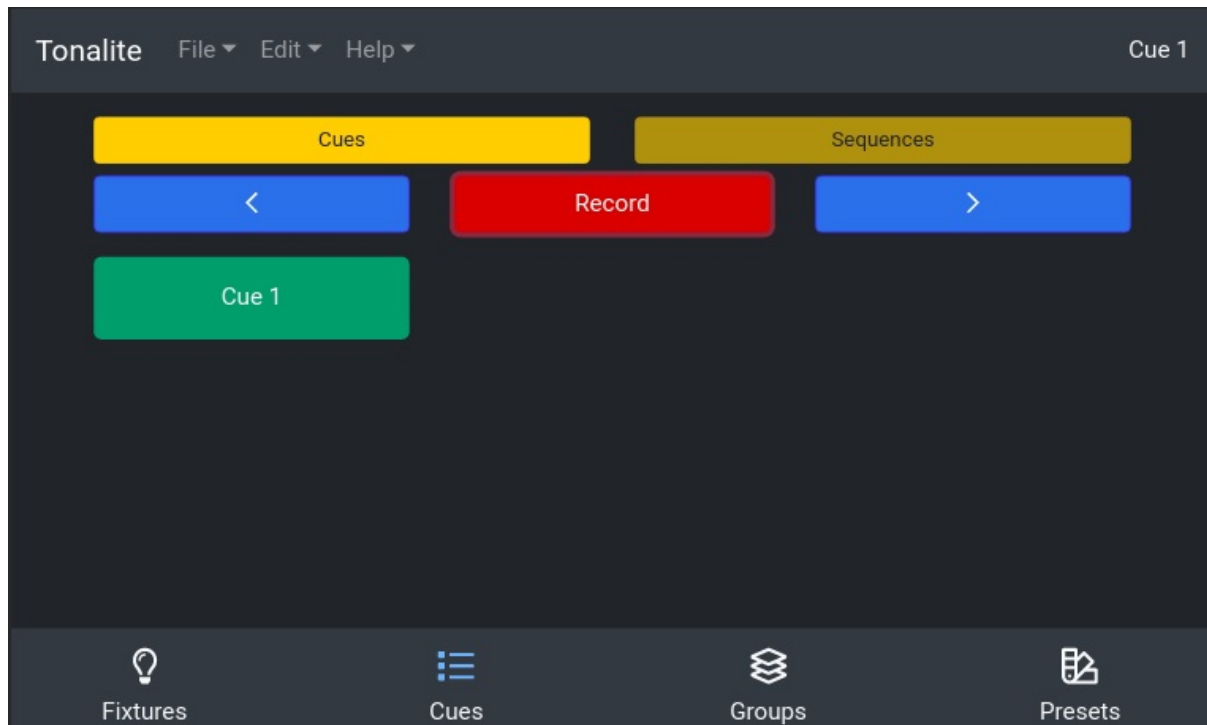 Tonalite File Edit Help Cue 1
Cues Sequences
< Record >
Cue 1
Fixtures Cues Groups Presets